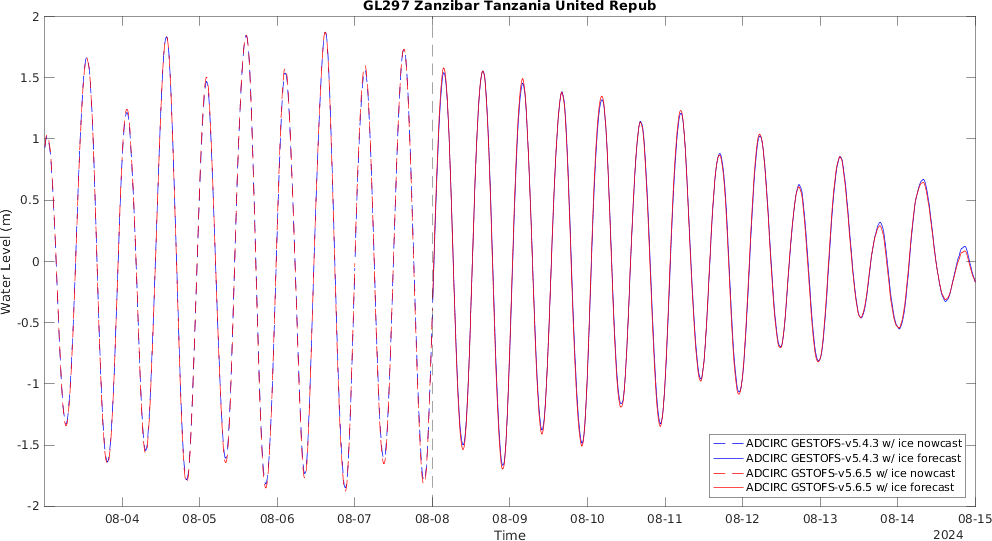 GL297 Zanzibar Tanzania United Repub
2
1.5
1
0.5
0
-0.5
-1
-1.5
-2
Water Level (m)
ADCIRC GESTOFS-v5.4.3 w/ ice nowcast
ADCIRC GESTOFS-v5.4.3 w/ ice forecast
ADCIRC GSTOFS-v5.6.5 w/ ice nowcast
ADCIRC GSTOFS-v5.6.5 w/ ice forecast
08-04 08-05 08-06 08-07 08-08 08-09 08-10 08-11 08-12 08-13 08-14 08-15
Time
2024